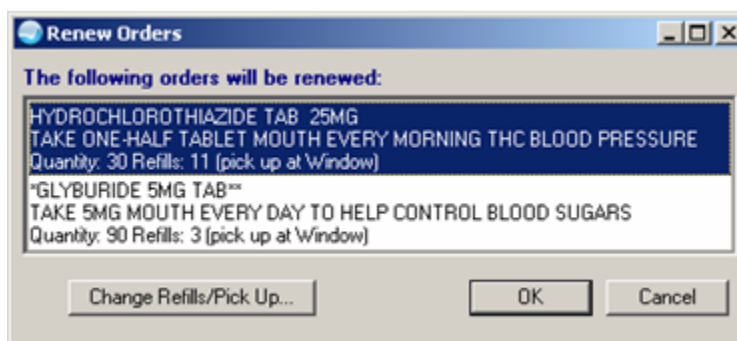 Renew Orders
The following orders will be renewed:
HYDROCHLOROTHIAZIDE TAB  25MG
TAKE ONE-HALF TABLET MOUTH EVERY MORNING THC BLOOD PRESSURE
Quantity: 30 Refills: 11 (pick up at Window)
*GLYBURIDE 5MG TAB**
TAKE 5MG MOUTH EVERY DAY TO HELP CONTROL BLOOD SUGARS
Quantity: 90 Refills: 3 (pick up at Window)
Change Refills/Pick Up... OK Cancel